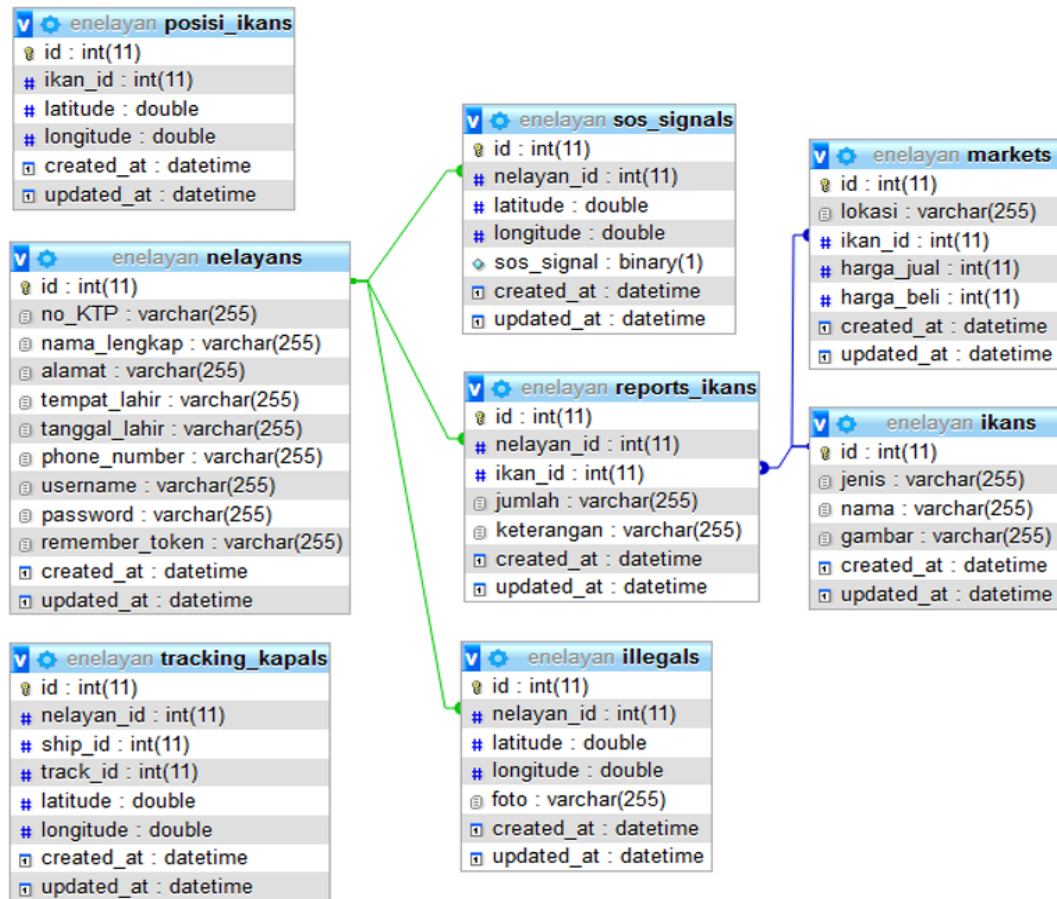 enelayan posisi_ikans
id : int(11)
ikan_id : int(11)
latitude : double
longitude : double
created_at : datetime
updated_at : datetime
enelayan nelayans
id : int(11)
no_KTP : varchar(255)
nama_lengkap : varchar(255)
alamat : varchar(255)
tempat_lahir : varchar(255)
tanggal_lahir : varchar(255)
phone_number : varchar(255)
username : varchar(255)
password : varchar(255)
remember_token : varchar(255)
created_at : datetime
updated_at : datetime
enelayan tracking_kapals
id : int(11)
nelayan_id : int(11)
ship_id : int(11)
track_id : int(11)
latitude : double
longitude : double
created_at : datetime
updated_at : datetime
enelayan sos_signals
id : int(11)
nelayan_id : int(11)
latitude : double
longitude : double
sos_signal : binary(1)
created_at : datetime
updated_at : datetime
enelayan reports_ikans
id : int(11)
nelayan_id : int(11)
ikan_id : int(11)
jumlah : varchar(255)
keterangan : varchar(255)
created_at : datetime
updated_at : datetime
enelayan illegals
id : int(11)
nelayan_id : int(11)
latitude : double
longitude : double
foto : varchar(255)
created_at : datetime
updated_at : datetime
enelayan markets
id : int(11)
lokasi : varchar(255)
ikan_id : int(11)
harga_jual : int(11)
harga_beli : int(11)
created_at : datetime
updated_at : datetime
enelayan ikans
id : int(11)
jenis : varchar(255)
nama : varchar(255)
gambar : varchar(255)
created_at : datetime
updated_at : datetime